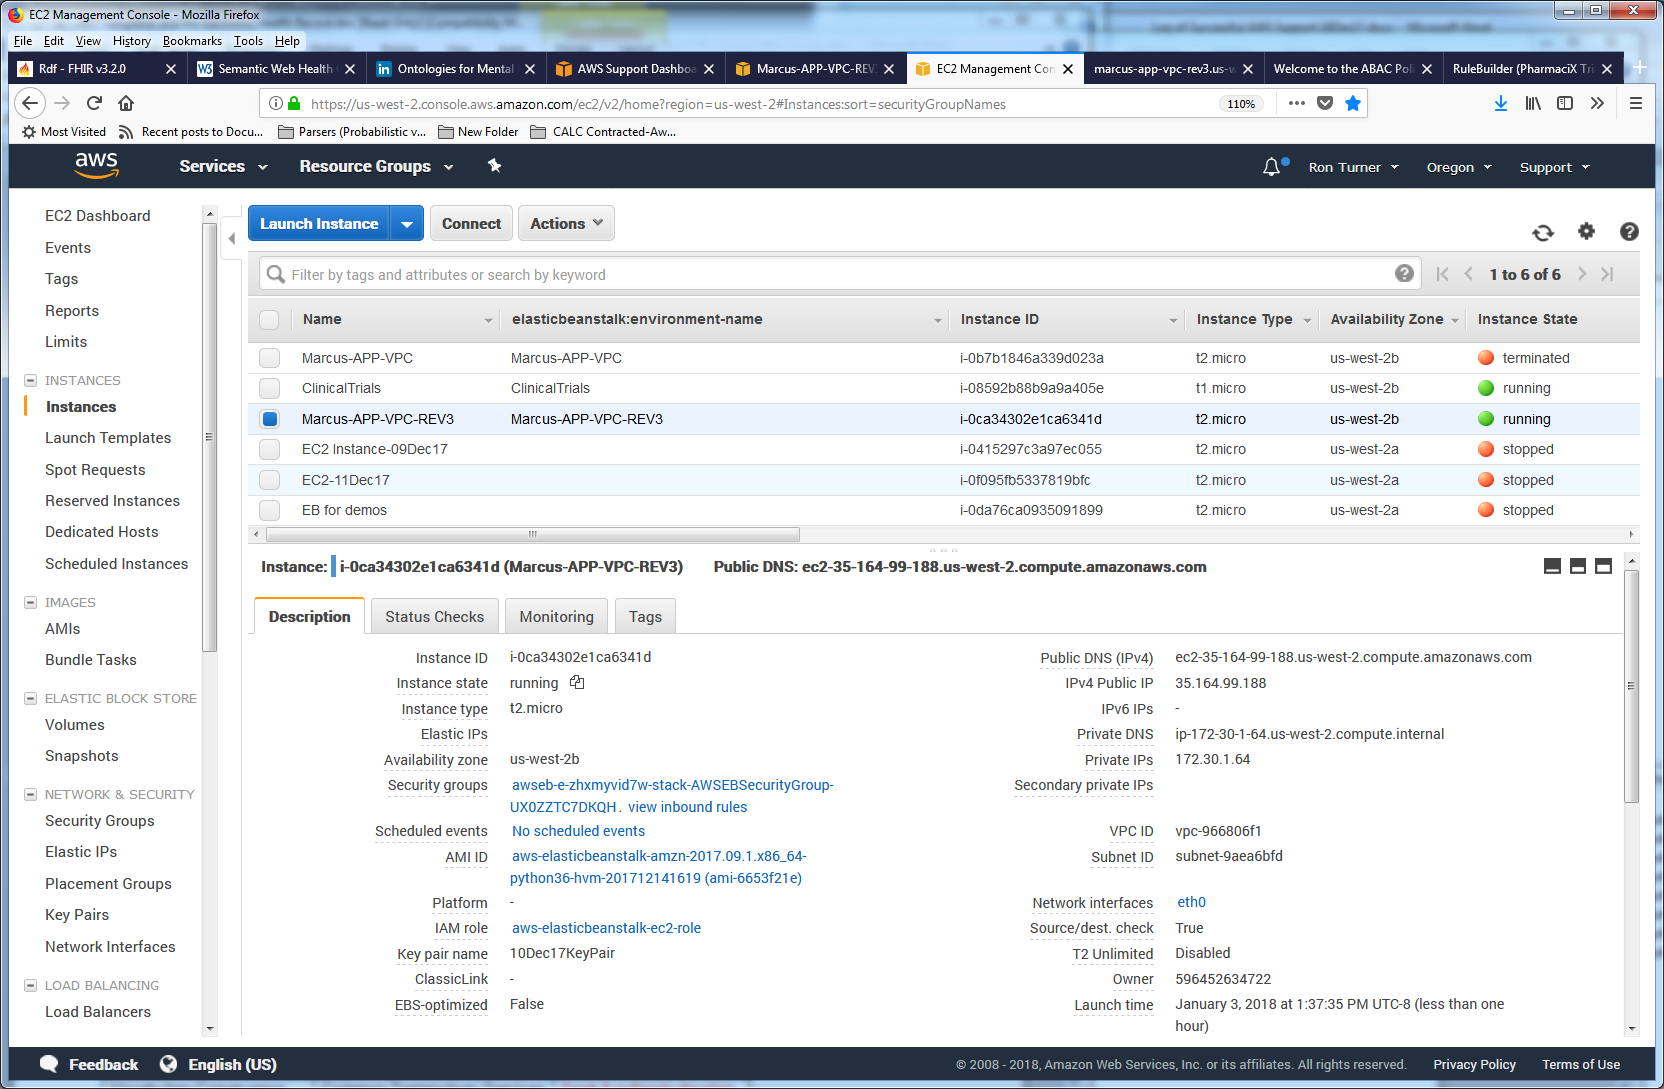 EC2 Management Console - Mozilla Firefox
File Edit View History Bookmarks Tools Help
Rdf - FHIR v3.2.0
Semantic Web Health
Ontologies for Mental
AWS Support Dashboa
Marcus-APP-VPC-REV
EC2 Management Con
marcus-app-vpc-rev3.us-w
Welcome to the ABAC Poli
RuleBuilder (PharmaciX Tri
https://us-west-2.console.aws.amazon.com/ec2/v2/home?region=us-west-2#Instances:sort=securityGroupNames 110%
Most Visited Recent posts to Docu... Parsers (Probabilistic v... New Folder CALC Contracted-Aw...
aws Services Resource Groups Ron Turner Oregon Support
EC2 Dashboard
Events
Tags
Reports
Limits
INSTANCES
Instances
Launch Templates
Spot Requests
Reserved Instances
Dedicated Hosts
Scheduled Instances
IMAGES
AMIs
Bundle Tasks
ELASTIC BLOCK STORE
Volumes
Snapshots
NETWORK & SECURITY
Security Groups
Elastic IPs
Placement Groups
Key Pairs
Network Interfaces
LOAD BALANCING
Load Balancers
Launch Instance Connect Actions
Filter by tags and attributes or search by keyword 1 to 6 of 6
Name elasticbeanstalk:environment-name Instance ID Instance Type Availability Zone Instance State
Marcus-APP-VPC Marcus-APP-VPC i-0b7b1846a339d023a t2.micro us-west-2b terminated
ClinicalTrials ClinicalTrials i-08592b88b9a9a405e t1.micro us-west-2b running
Marcus-APP-VPC-REV3 Marcus-APP-VPC-REV3 i-0ca34302e1ca6341d t2.micro us-west-2b running
EC2 Instance-09Dec17 i-0415297c3a97ec055 t2.micro us-west-2a stopped
EC2-11Dec17 i-0f095fb5337819bfc t2.micro us-west-2a stopped
EB for demos i-0da76ca0935091899 t2.micro us-west-2a stopped
Instance: i-0ca34302e1ca6341d (Marcus-APP-VPC-REV3) Public DNS: ec2-35-164-99-188.us-west-2.compute.amazonaws.com
Description Status Checks Monitoring Tags
Instance ID i-0ca34302e1ca6341d
Instance state running
Instance type t2.micro
Elastic IPs
Availability zone us-west-2b
Security groups awseb-e-zhxmyvid7w-stack-AWSEBSecurityGroup-
UX0ZZTC7DKQH . view inbound rules
Scheduled events No scheduled events
AMI ID aws-elasticbeanstalk-amzn-2017.09.1.x86_64-
python36-hvm-201712141619 (ami-6653f21e)
Platform -
IAM role aws-elasticbeanstalk-ec2-role
Key pair name 10Dec17KeyPair
ClassicLink -
EBS-optimized False
Public DNS (IPv4) ec2-35-164-99-188.us-west-2.compute.amazonaws.com
IPv4 Public IP 35.164.99.188
IPv6 IPs -
Private DNS ip-172-30-1-64.us-west-2.compute.internal
Private IPs 172.30.1.64
Secondary private IPs
VPC ID vpc-966806f1
Subnet ID subnet-9aea6bfd
Network interfaces eth0
Source/dest. check True
T2 Unlimited Disabled
Owner 596452634722
Launch time January 3, 2018 at 1:37:35 PM UTC-8 (less than one
hour)
Feedback English (US) © 2008 - 2018, Amazon Web Services, Inc. or its affiliates. All rights reserved. Privacy Policy Terms of Use